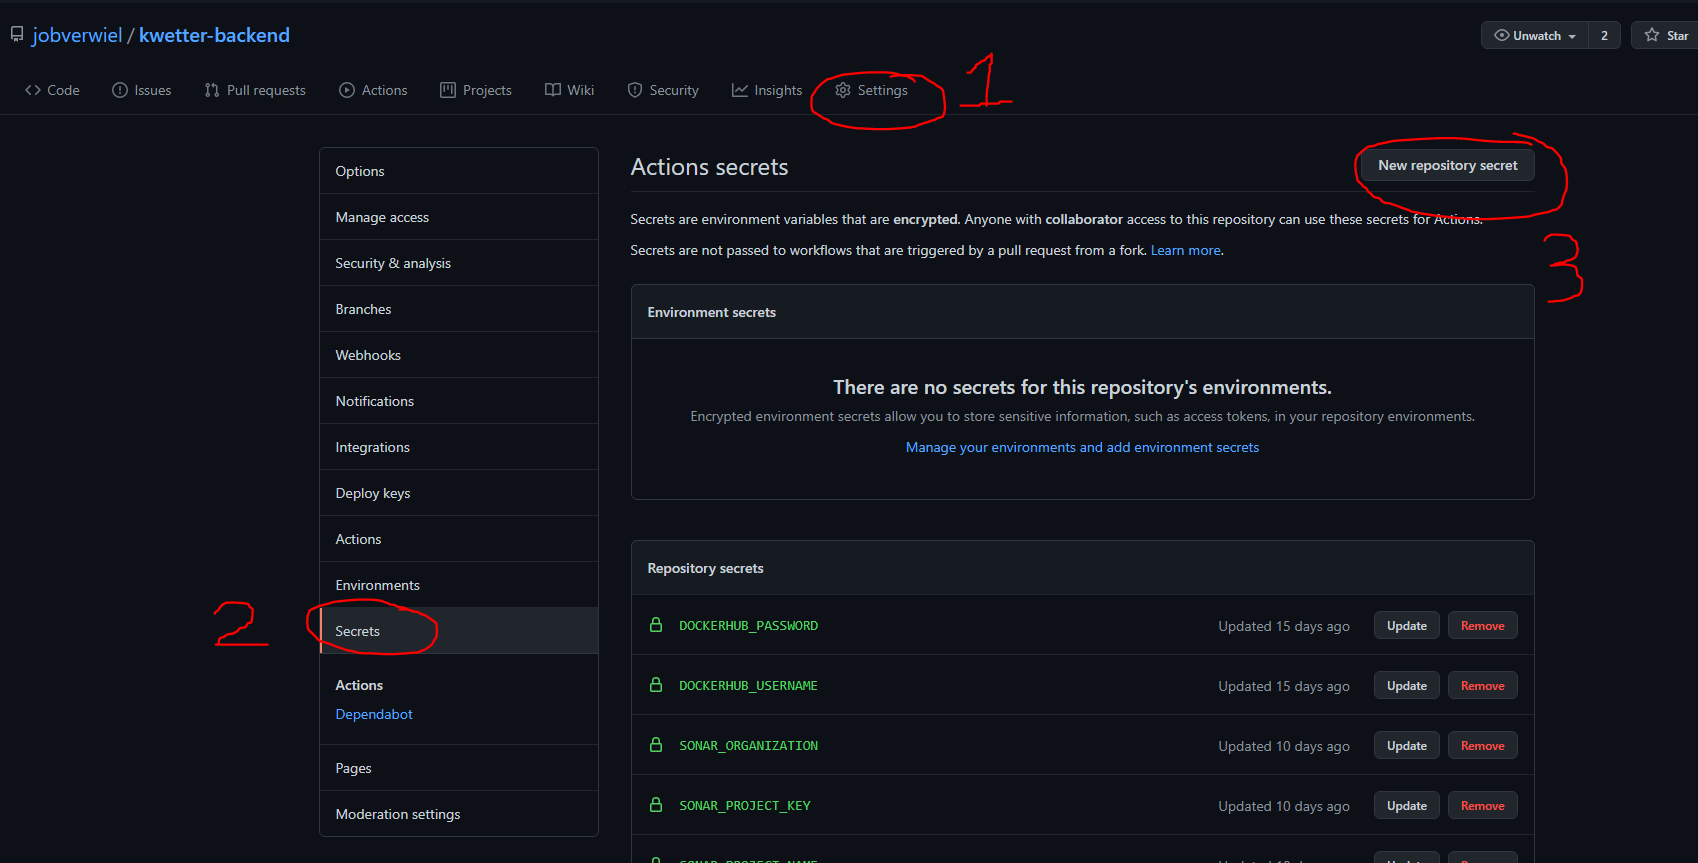 jobverwiel / kwetter-backend
Unwatch 2 Star
Code Issues Pull requests Actions Projects Wiki Security Insights Settings 1
Options
Manage access
Security & analysis
Branches
Webhooks
Notifications
Integrations
Deploy keys
Actions
Environments
2 Secrets
Actions
Dependabot
Pages
Moderation settings
Actions secrets New repository secret
3
Secrets are environment variables that are encrypted. Anyone with collaborator access to this repository can use these secrets for Actions.
Secrets are not passed to workflows that are triggered by a pull request from a fork. Learn more.
Environment secrets
There are no secrets for this repository's environments.
Encrypted environment secrets allow you to store sensitive information, such as access tokens, in your repository environments.
Manage your environments and add environment secrets
Repository secrets
DOCKERHUB_PASSWORD Updated 15 days ago Update Remove
DOCKERHUB_USERNAME Updated 15 days ago Update Remove
SONAR_ORGANIZATION Updated 10 days ago Update Remove
SONAR_PROJECT_KEY Updated 10 days ago Update Remove